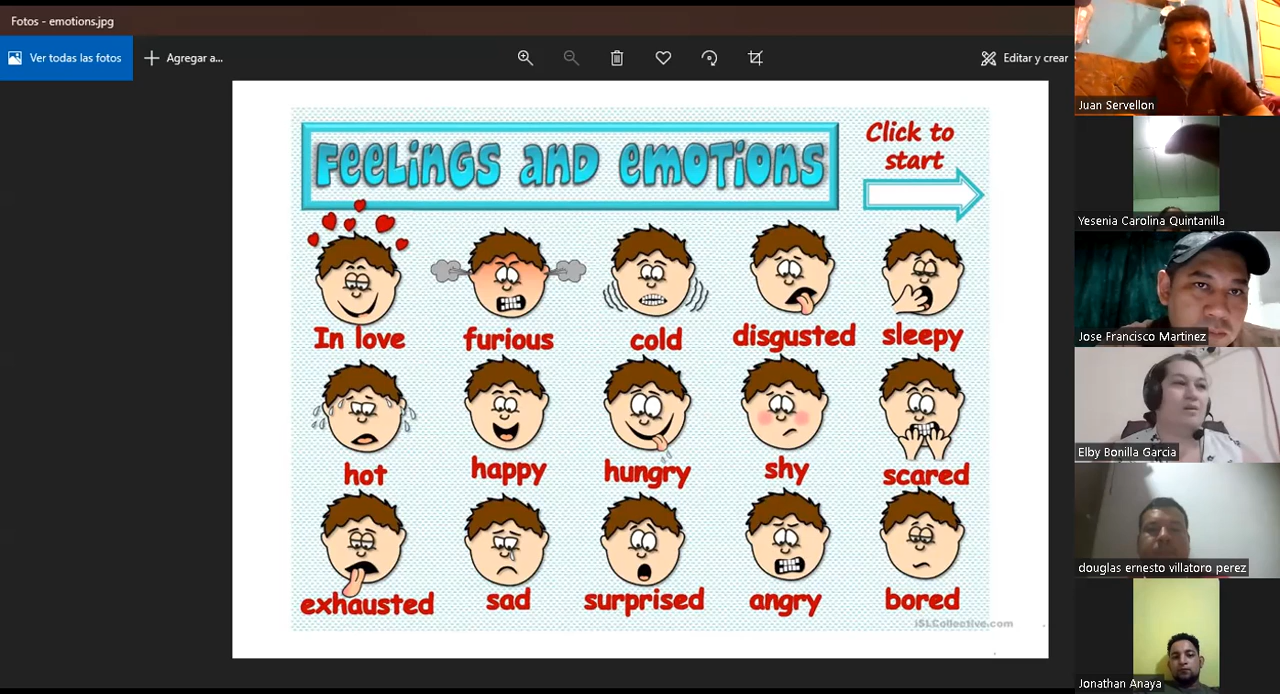 Fotos - emotions.jpg
Ver todas las fotos
Agregar a...
Editar y crear
Feelings and emotions
Click to
start
In love furious cold disgusted sleepy
hot happy hungry shy scared
exhausted sad surprised angry bored
iSLCollective.com
Juan Servellon
Yesenia Carolina Quintanilla
Jose Francisco Martinez
Elby Bonilla Garcia
douglas ernesto villatoro perez
Jonathan Anaya